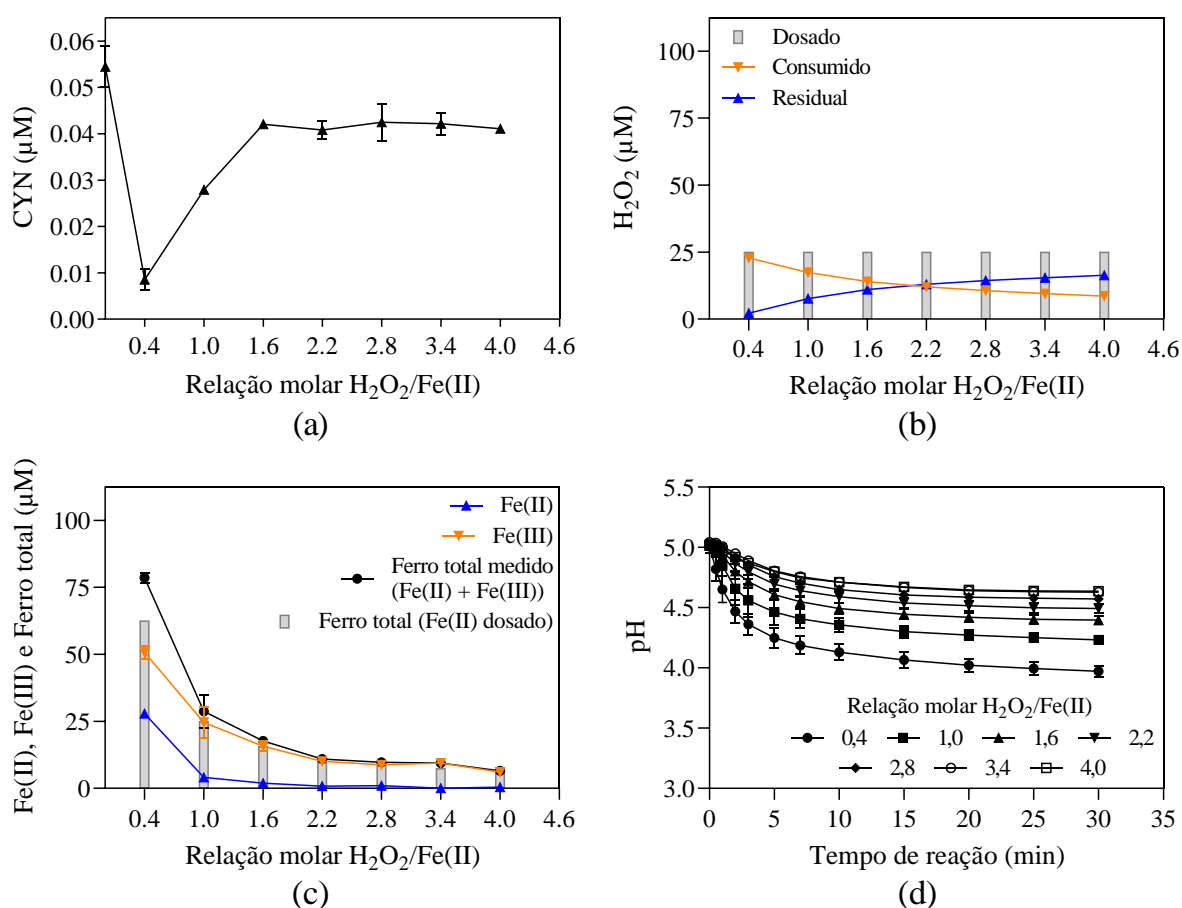 0.06
0.05
0.04
0.03
0.02
0.01
0.00
CYN (µM)
0.4 1.0 1.6 2.2 2.8 3.4 4.0 4.6
Relação molar H₂O₂/Fe(II)
(a)
100
75
50
25
0
H₂O₂ (µM)
Dosado
Consumido
Residual
0.4 1.0 1.6 2.2 2.8 3.4 4.0 4.6
Relação molar H₂O₂/Fe(II)
(b)
100
75
50
25
0
Fe(II), Fe(III) e Ferro total (µM)
Fe(II)
Fe(III)
Ferro total medido
(Fe(II) + Fe(III))
Ferro total (Fe(II) dosado)
0.4 1.0 1.6 2.2 2.8 3.4 4.0 4.6
Relação molar H₂O₂/Fe(II)
(c)
5.5
5.0
4.5
4.0
3.5
3.0
pH
Relação molar H₂O₂/Fe(II)
0,4 1,0 1,6 2,2
2,8 3,4 4,0
0 5 10 15 20 25 30 35
Tempo de reação (min)
(d)